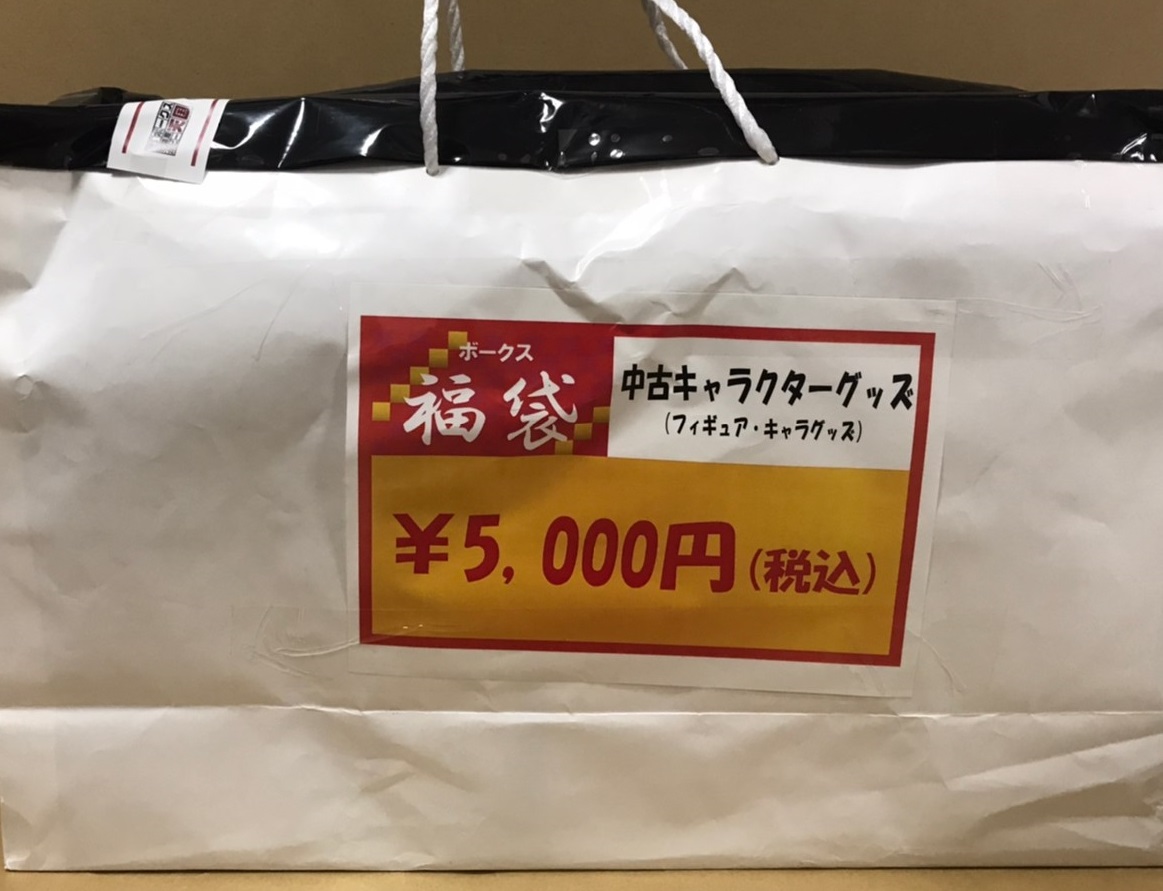 ボークス
福袋
中古キャラクターグッズ
(フィギュア・キャラグッズ)
￥5,000円(税込)